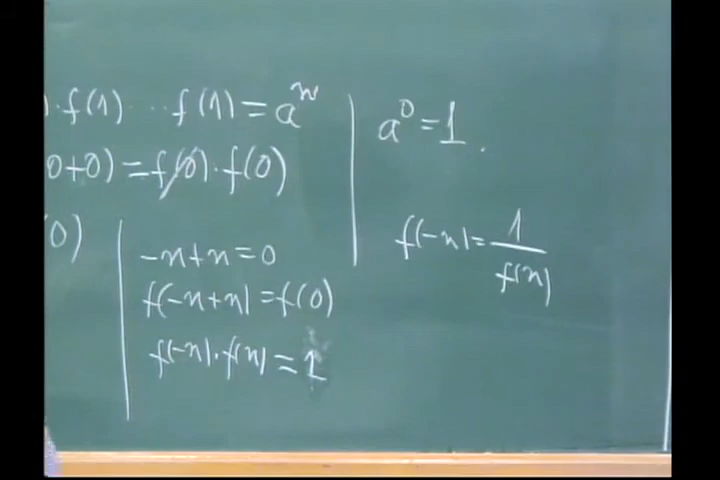 ) · f(1) ... f(1) = a^n
0+0) = f(0) · f(0)
(0)
-n+n=0
f(-n+n) = f(0)
f(-n) · f(n) = 1
a^0 = 1.
f(-n) = 1/f(n)